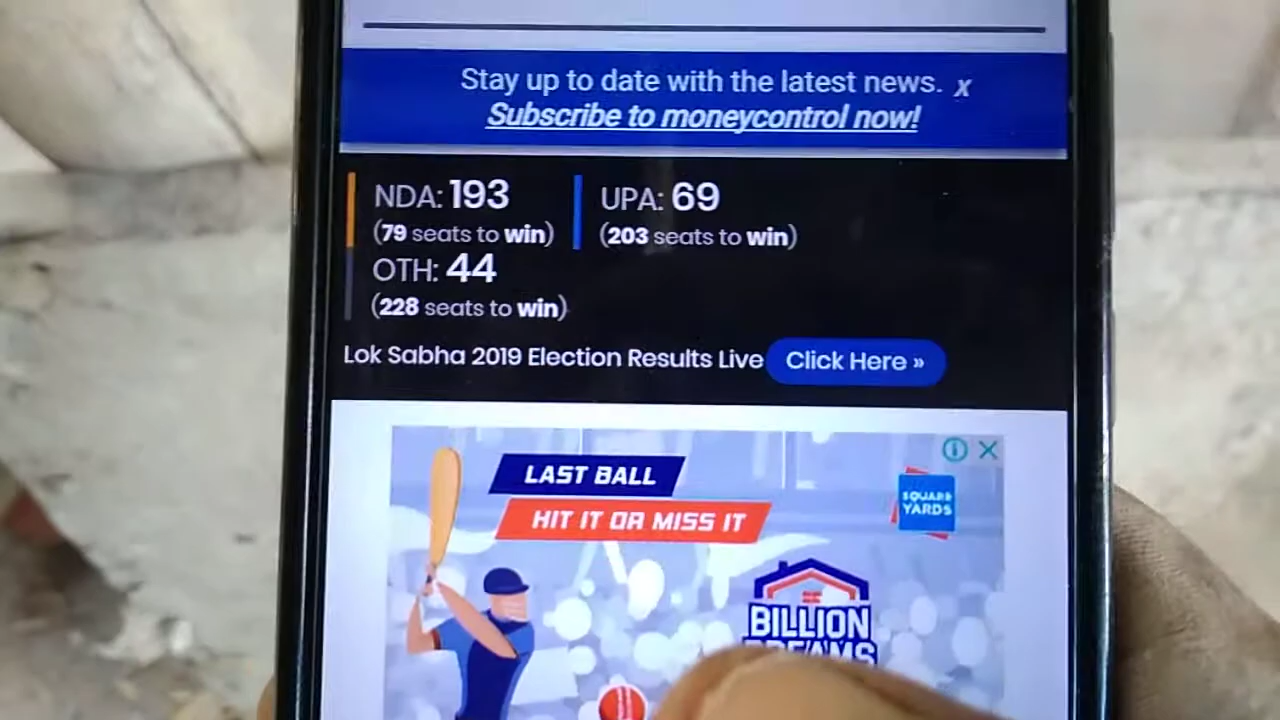 Stay up to date with the latest news. x
Subscribe to moneycontrol now!
NDA: 193 UPA: 69
(79 seats to win) (203 seats to win)
OTH: 44
(228 seats to win)
Lok Sabha 2019 Election Results Live Click Here »
LAST BALL
HIT IT OR MISS IT
SQUARE
YARDS
BILLION
DREAMS